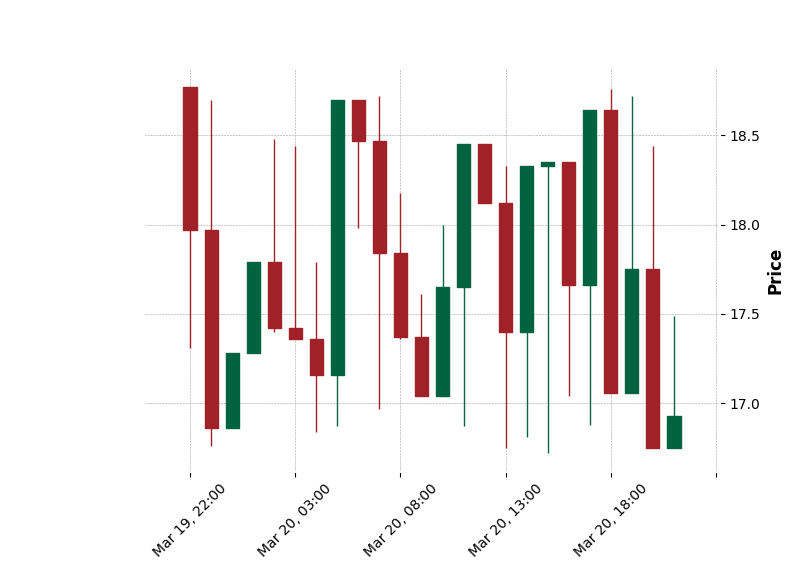 18.5
18.0
17.5
17.0
Price
Mar 19, 22:00
Mar 20, 03:00
Mar 20, 08:00
Mar 20, 13:00
Mar 20, 18:00